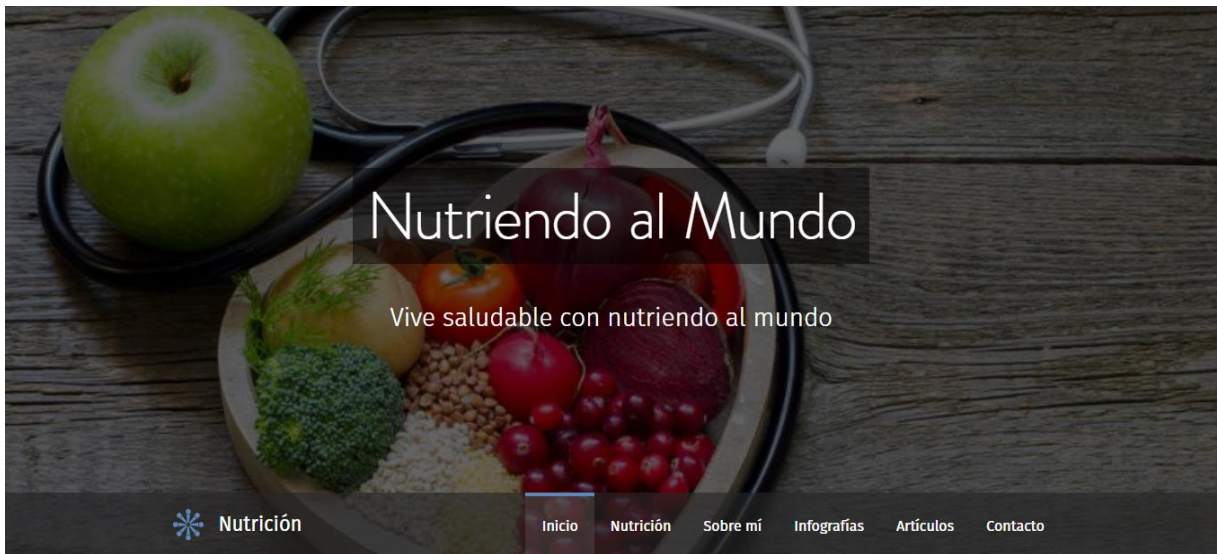 Nutriendo al Mundo
Vive saludable con nutriendo al mundo
Nutrición Inicio Nutrición Sobre mí Infografías Artículos Contacto